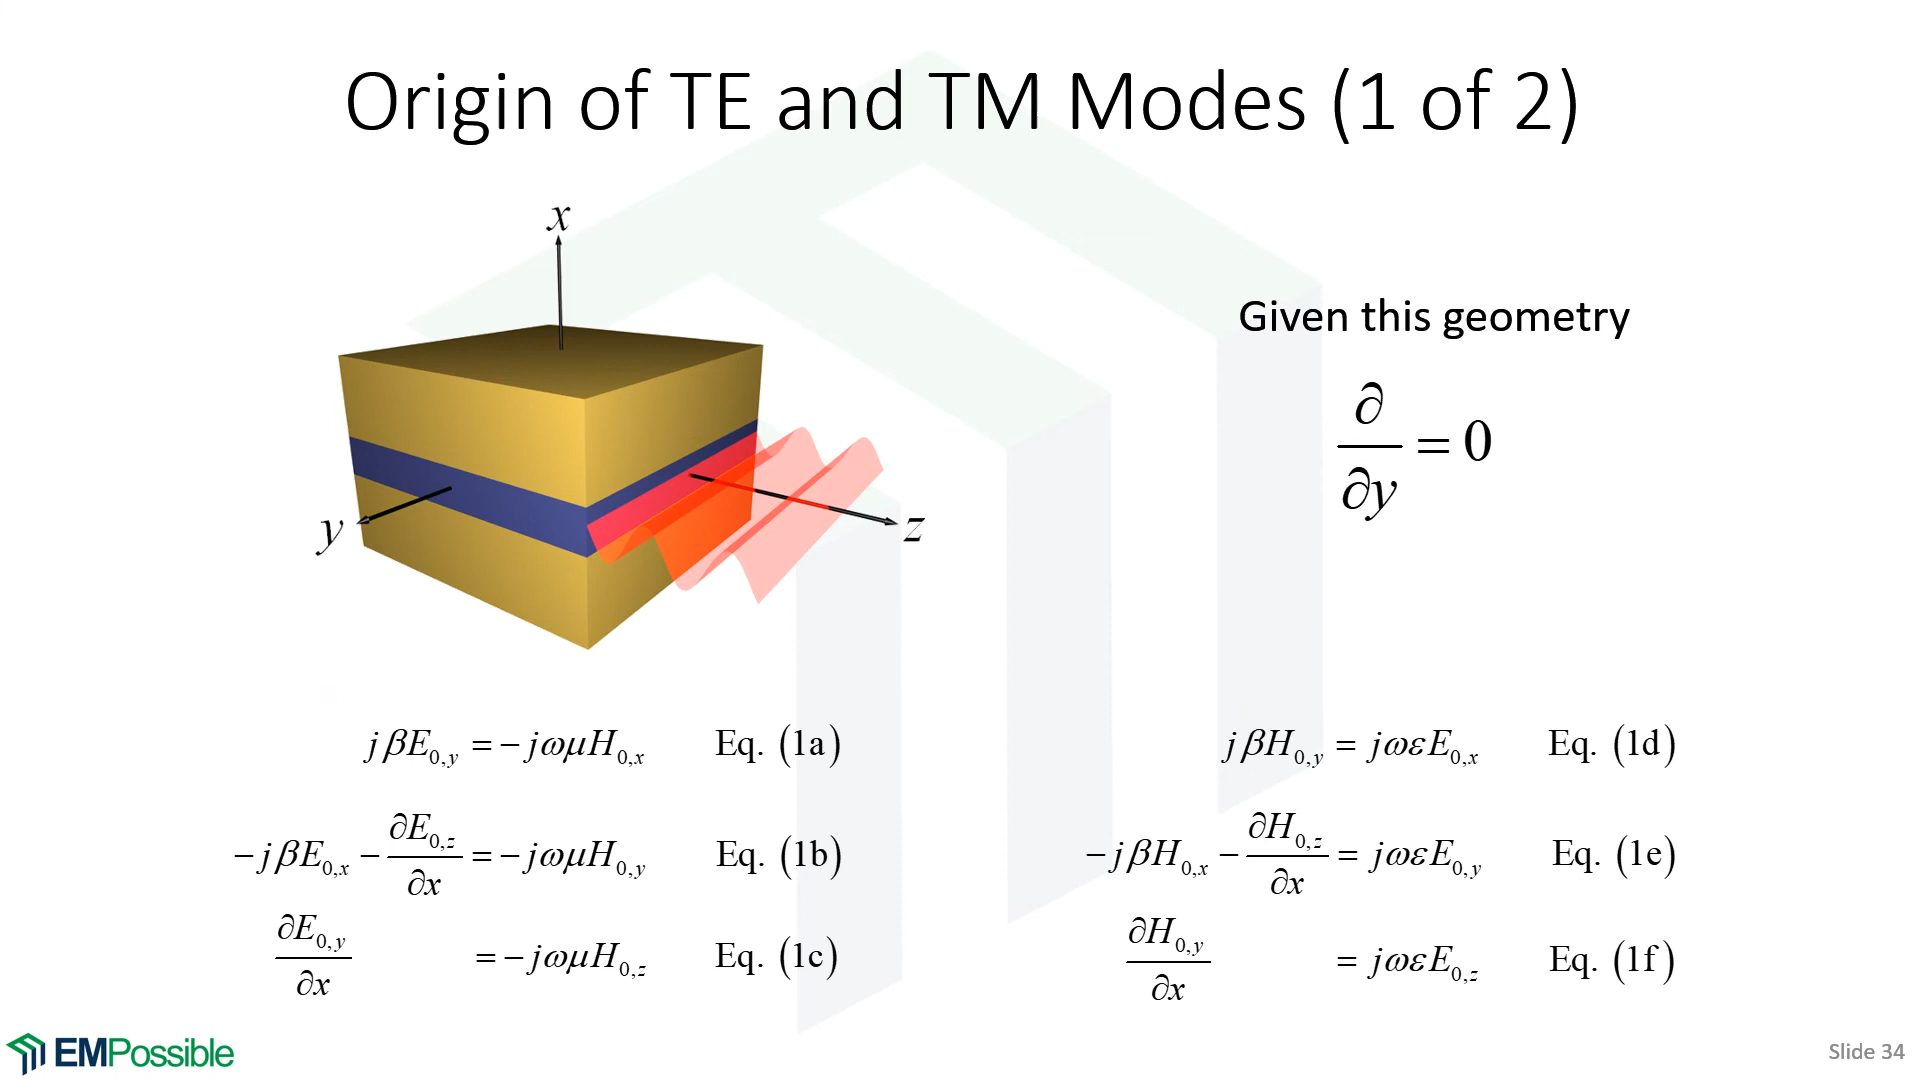 Origin of TE and TM Modes (1 of 2)
x
y
z
Given this geometry
∂/∂y = 0
jβE₀,y = −jωμH₀,x Eq. (1a)
−jβE₀,x − ∂E₀,z/∂x = −jωμH₀,y Eq. (1b)
∂E₀,y/∂x = −jωμH₀,z Eq. (1c)
jβH₀,y = jωεE₀,x Eq. (1d)
−jβH₀,x − ∂H₀,z/∂x = jωεE₀,y Eq. (1e)
∂H₀,y/∂x = jωεE₀,z Eq. (1f)
EMPossible
Slide 34